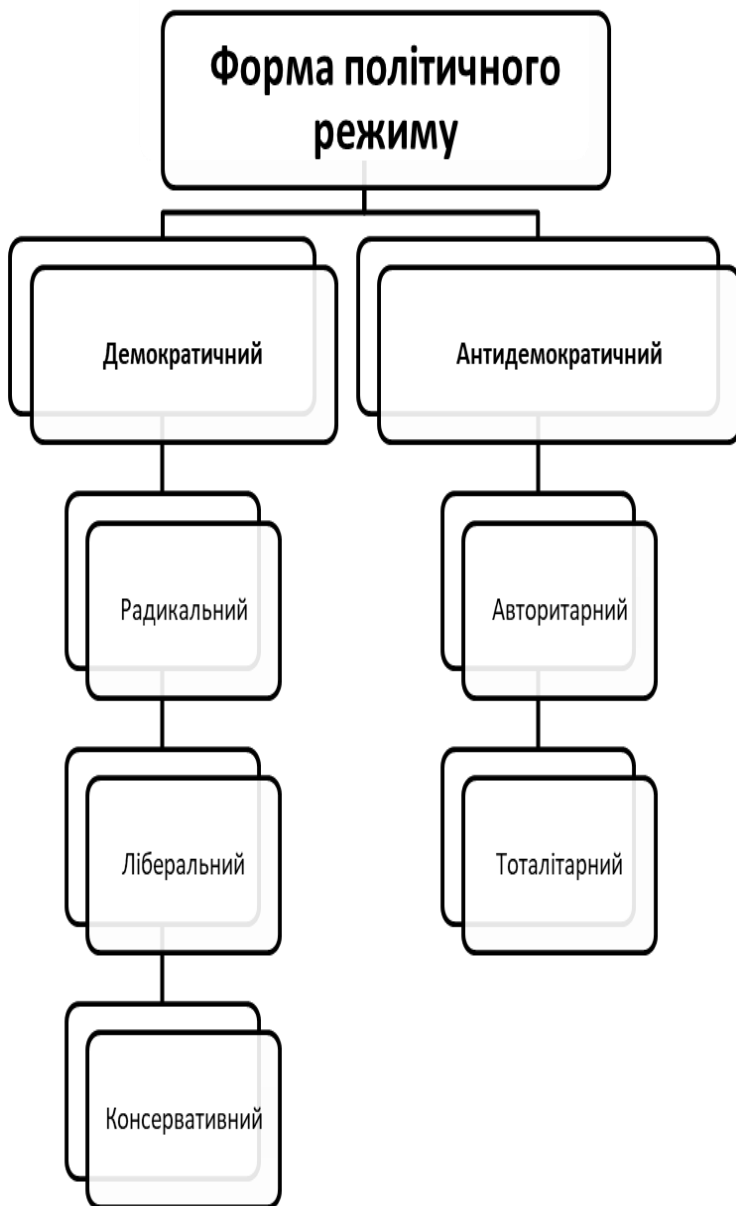 Форма політичного
режиму
Демократичний
Антидемократичний
Радикальний
Авторитарний
Ліберальний
Тоталітарний
Консервативний